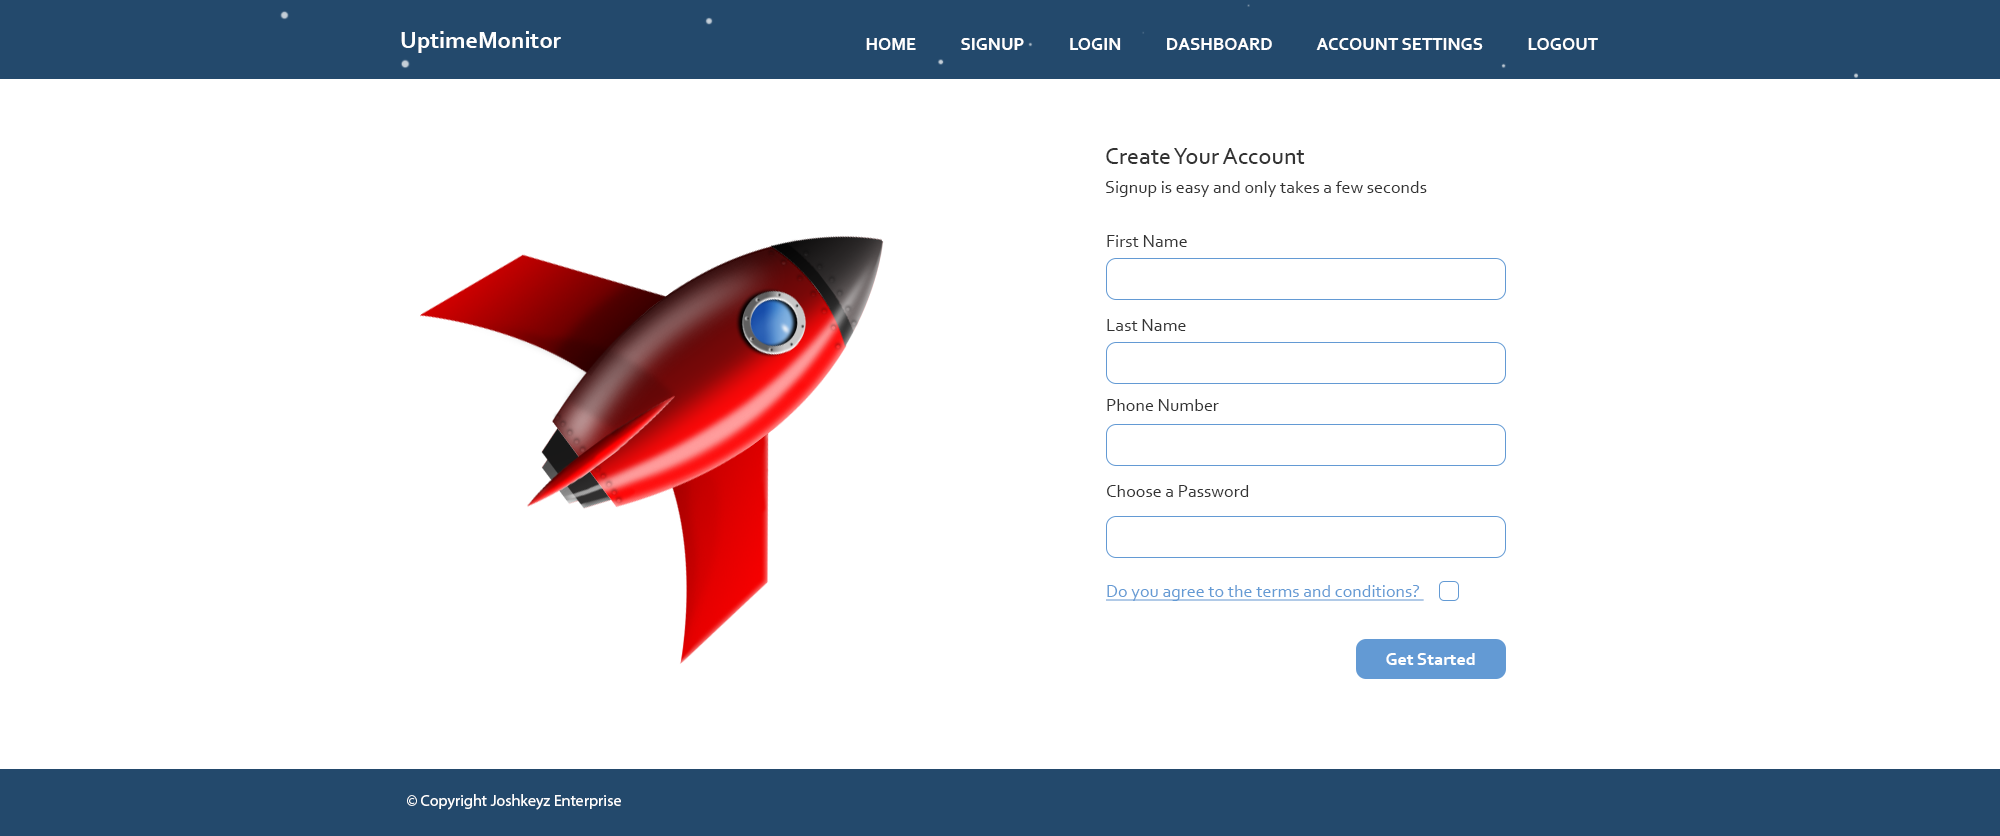 UptimeMonitor
HOME SIGNUP LOGIN DASHBOARD ACCOUNT SETTINGS LOGOUT
Create Your Account
Signup is easy and only takes a few seconds
First Name
Last Name
Phone Number
Choose a Password
Do you agree to the terms and conditions?
Get Started
© Copyright Joshkeyz Enterprise